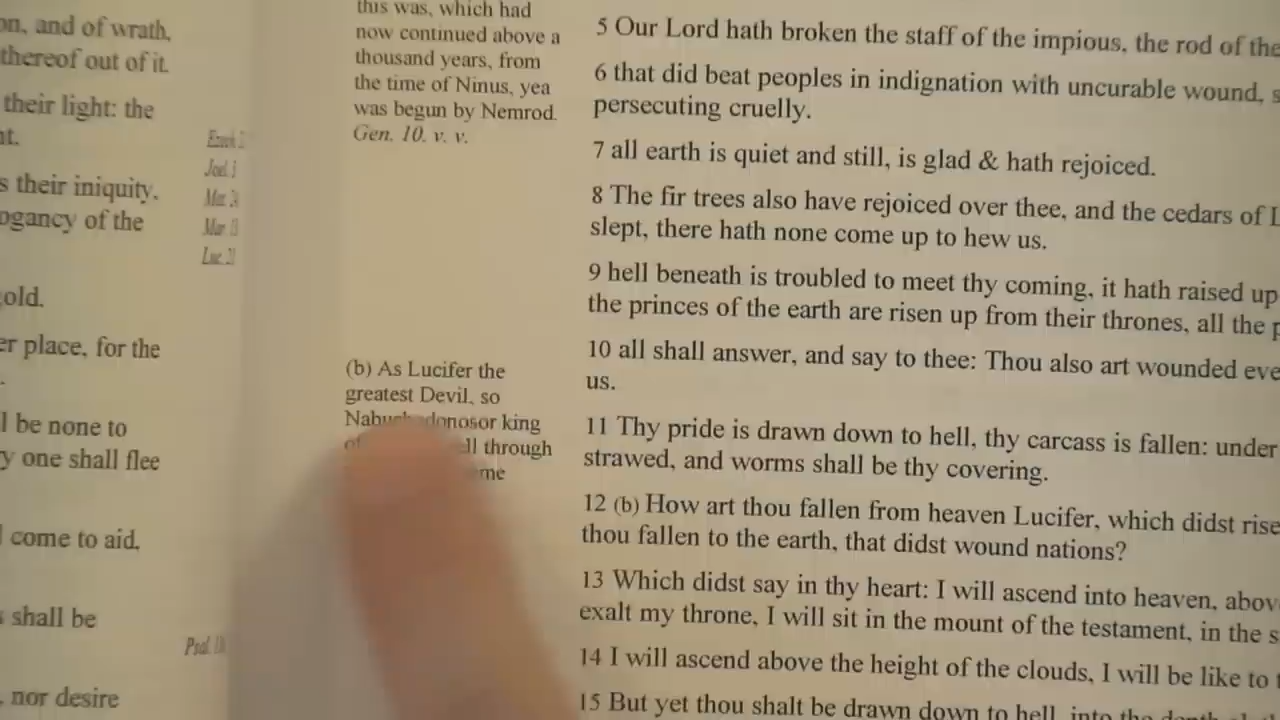 on, and of wrath,
thereof out of it.
their light: the
nt.
s their iniquity.
ogancy of the
old.
er place, for the
l be none to
y one shall flee
come to aid.
s shall be
, nor desire
Joel
Psal
this was, which had
now continued above a
thousand years, from
the time of Ninus, yea
was begun by Nemrod.
Gen. 10. v. v.
(b) As Lucifer the
greatest Devil, so
Nabuchodonosor king
ll through
me
5 Our Lord hath broken the staff of the impious, the rod of the
6 that did beat peoples in indignation with uncurable wound, s
persecuting cruelly.
7 all earth is quiet and still, is glad & hath rejoiced.
8 The fir trees also have rejoiced over thee, and the cedars of
slept, there hath none come up to hew us.
9 hell beneath is troubled to meet thy coming, it hath raised up
the princes of the earth are risen up from their thrones, all the p
10 all shall answer, and say to thee: Thou also art wounded eve
us.
11 Thy pride is drawn down to hell, thy carcass is fallen: under
strawed, and worms shall be thy covering.
12 (b) How art thou fallen from heaven Lucifer, which didst rise
thou fallen to the earth, that didst wound nations?
13 Which didst say in thy heart: I will ascend into heaven, abov
exalt my throne, I will sit in the mount of the testament, in the s
14 I will ascend above the height of the clouds, I will be like to
15 But yet thou shalt be drawn down to hell, into the depth